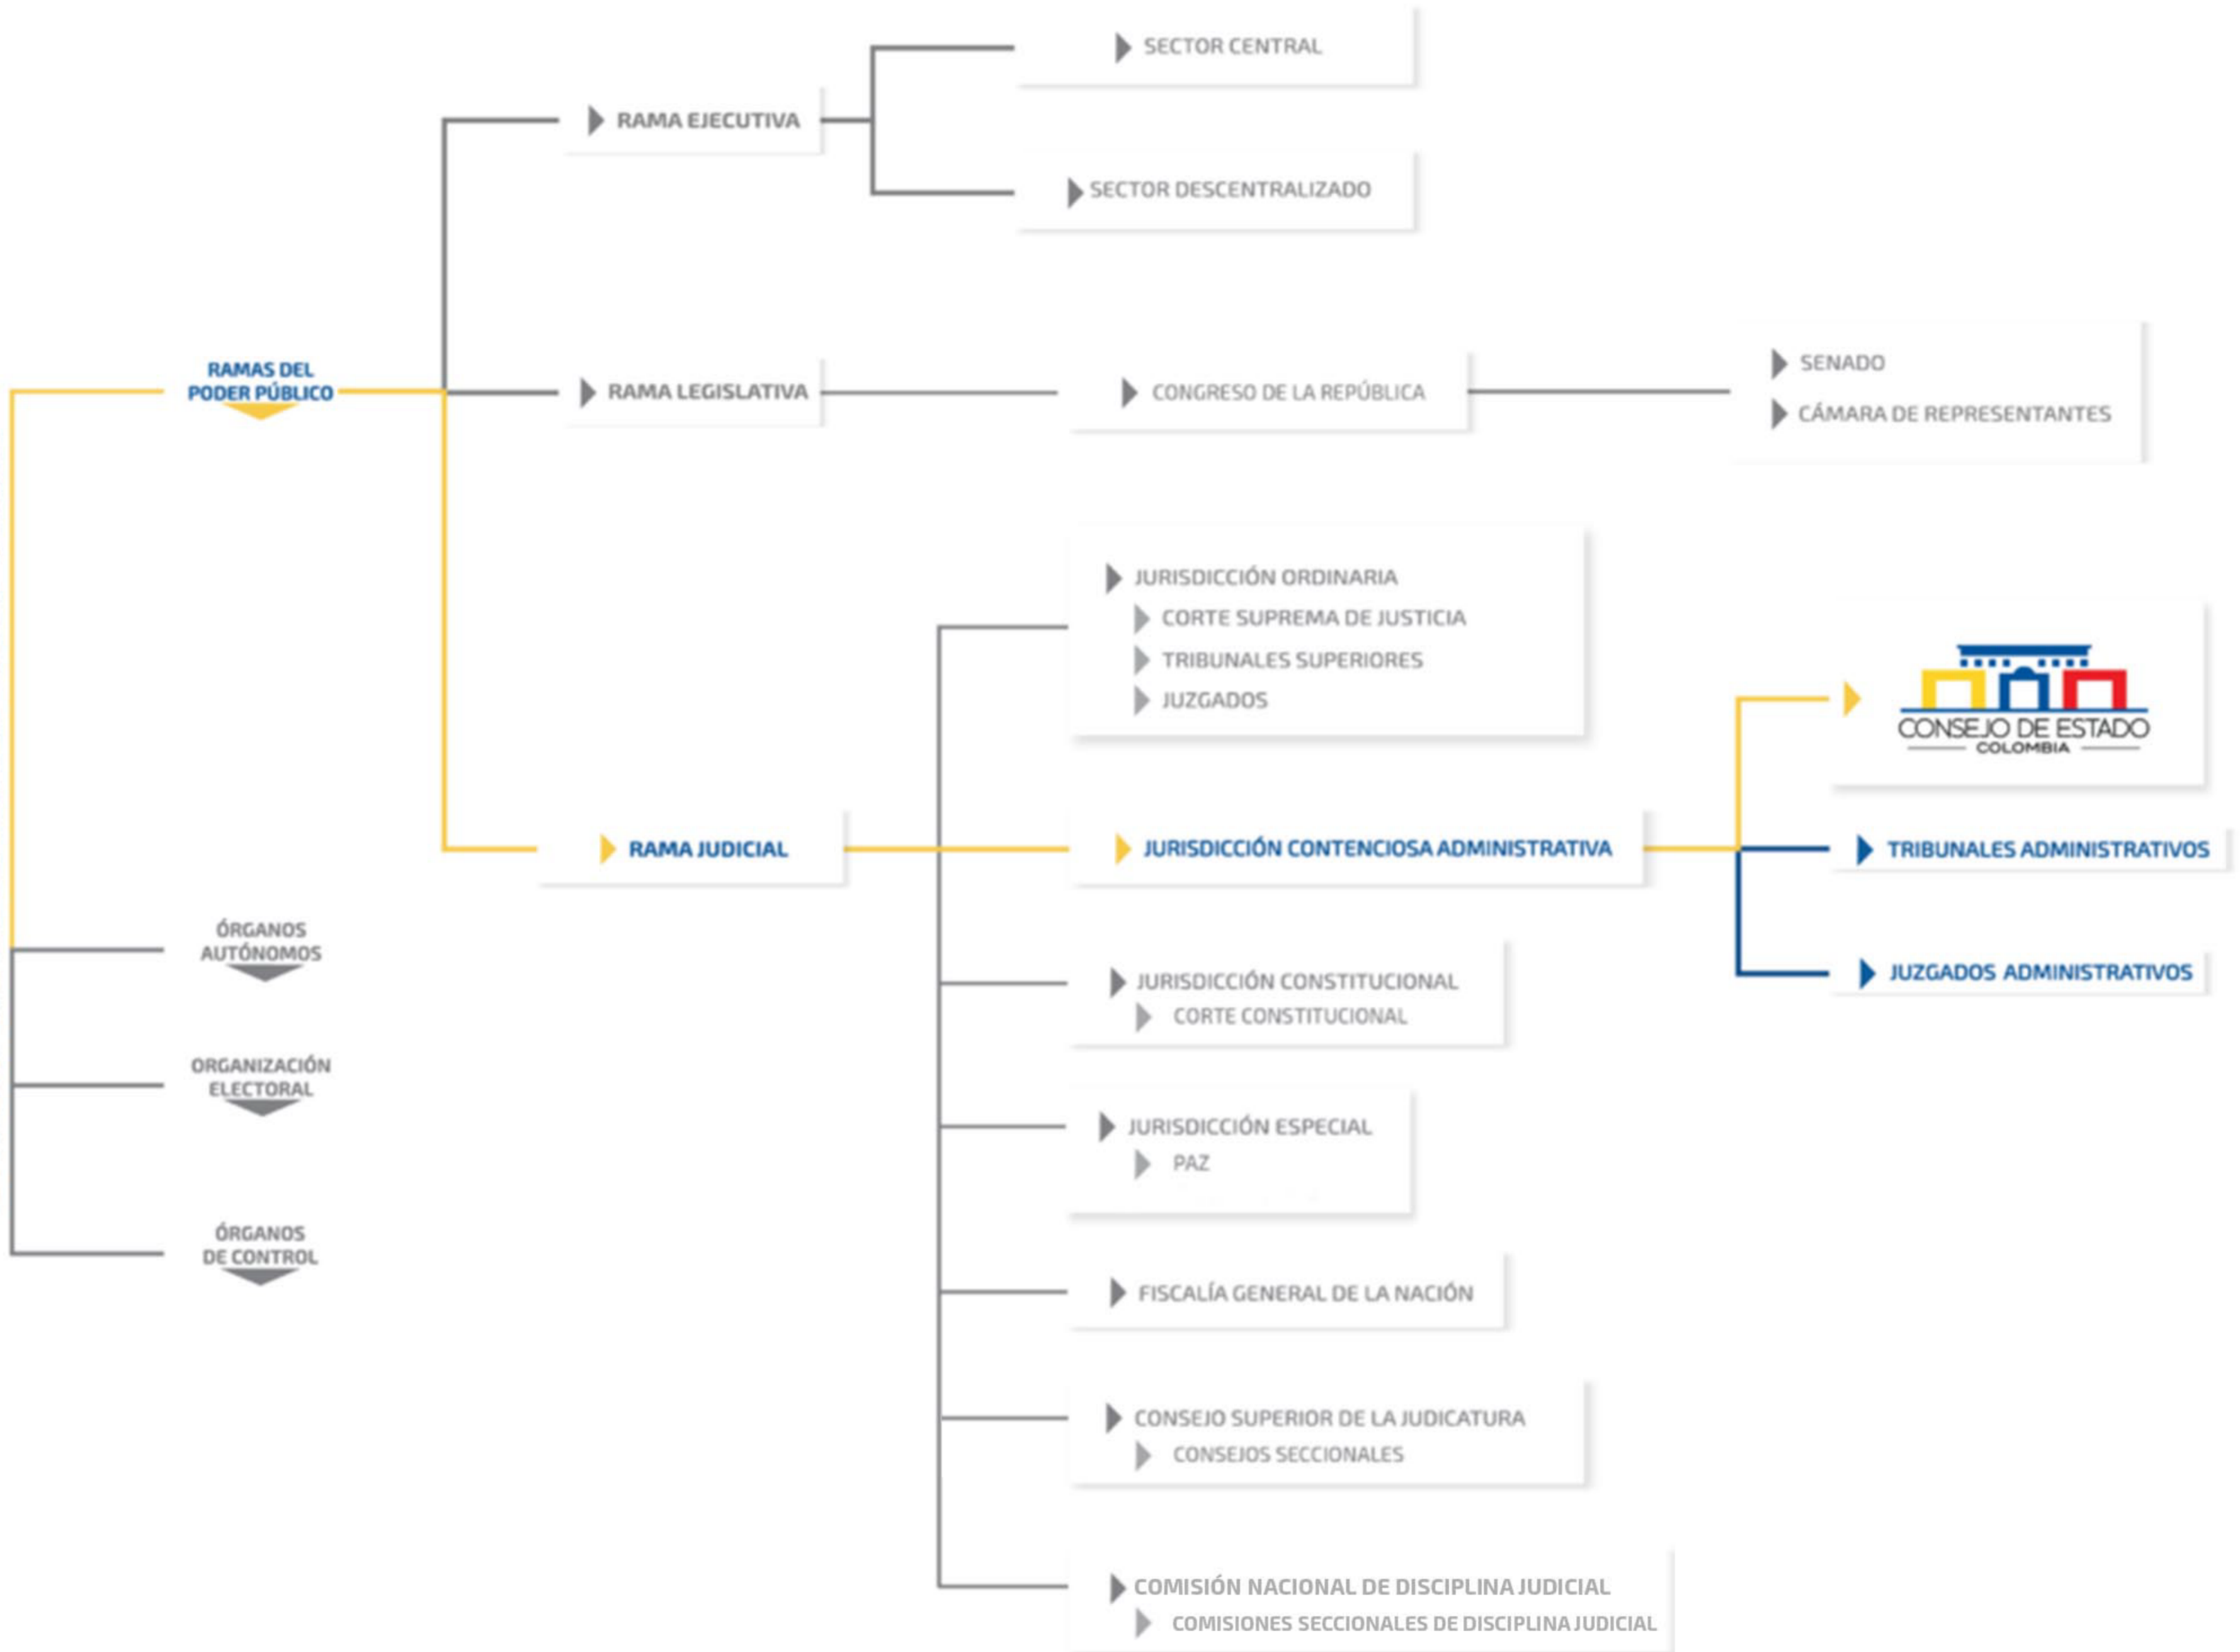 SECTOR CENTRAL
RAMA EJECUTIVA
SECTOR DESCENTRALIZADO
RAMAS DEL
PODER PÚBLICO
RAMA LEGISLATIVA
CONGRESO DE LA REPÚBLICA
SENADO
CÁMARA DE REPRESENTANTES
JURISDICCIÓN ORDINARIA
CORTE SUPREMA DE JUSTICIA
TRIBUNALES SUPERIORES
JUZGADOS
CONSEJO DE ESTADO
COLOMBIA
RAMA JUDICIAL
JURISDICCIÓN CONTENCIOSA ADMINISTRATIVA
TRIBUNALES ADMINISTRATIVOS
JUZGADOS ADMINISTRATIVOS
ÓRGANOS
AUTÓNOMOS
JURISDICCIÓN CONSTITUCIONAL
CORTE CONSTITUCIONAL
ORGANIZACIÓN
ELECTORAL
JURISDICCIÓN ESPECIAL
PAZ
ÓRGANOS
DE CONTROL
FISCALÍA GENERAL DE LA NACIÓN
CONSEJO SUPERIOR DE LA JUDICATURA
CONSEJOS SECCIONALES
COMISIÓN NACIONAL DE DISCIPLINA JUDICIAL
COMISIONES SECCIONALES DE DISCIPLINA JUDICIAL